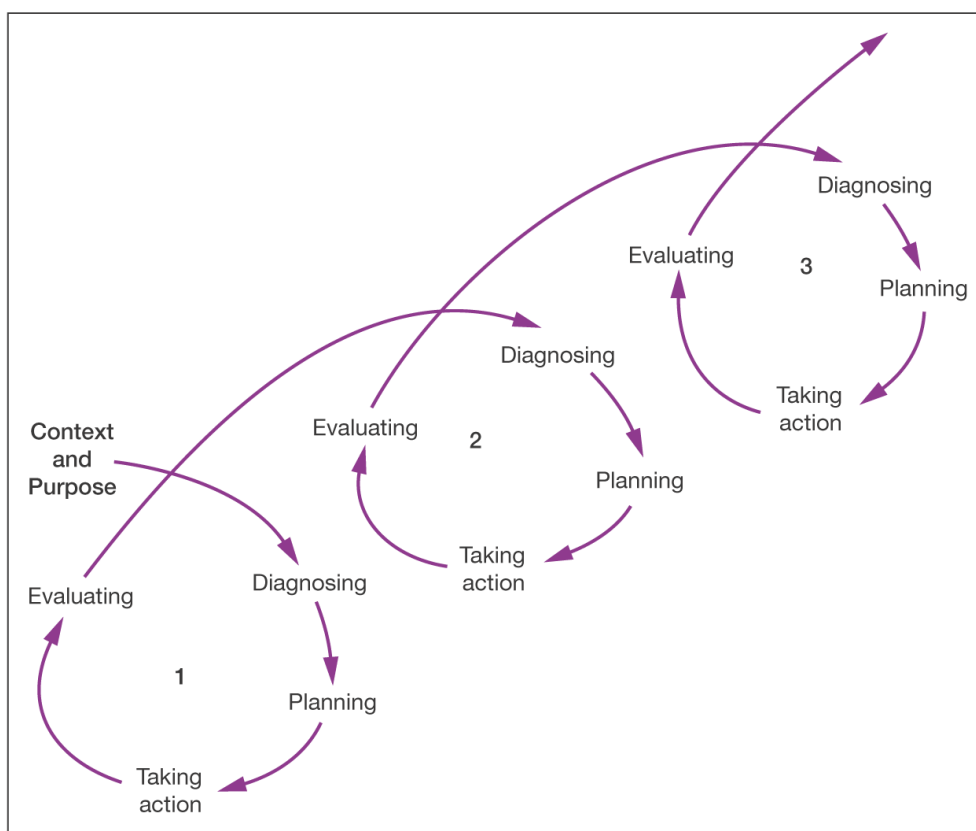 Diagnosing
Evaluating
3
Planning
Taking
action
Diagnosing
Evaluating
2
Planning
Taking
action
Context
and
Purpose
Diagnosing
Evaluating
1
Planning
Taking
action